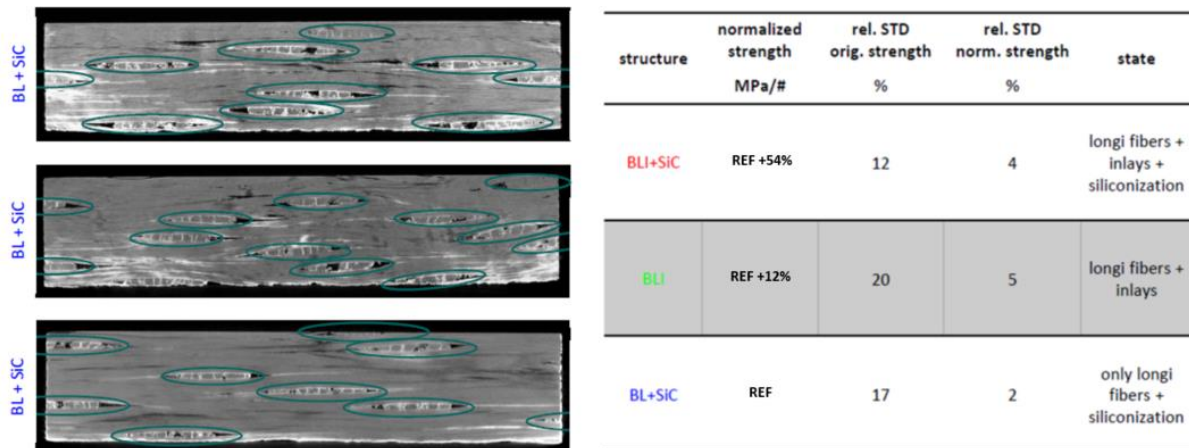 BL + SiC
BL + SiC
BL + SiC
structure
normalized
strength
MPa/#
rel. STD
orig. strength
%
rel. STD
norm. strength
%
state
BLI+SiC
REF +54%
12
4
longi fibers +
inlays +
siliconization
BLI
REF +12%
20
5
longi fibers +
inlays
BL+SiC
REF
17
2
only longi
fibers +
siliconization